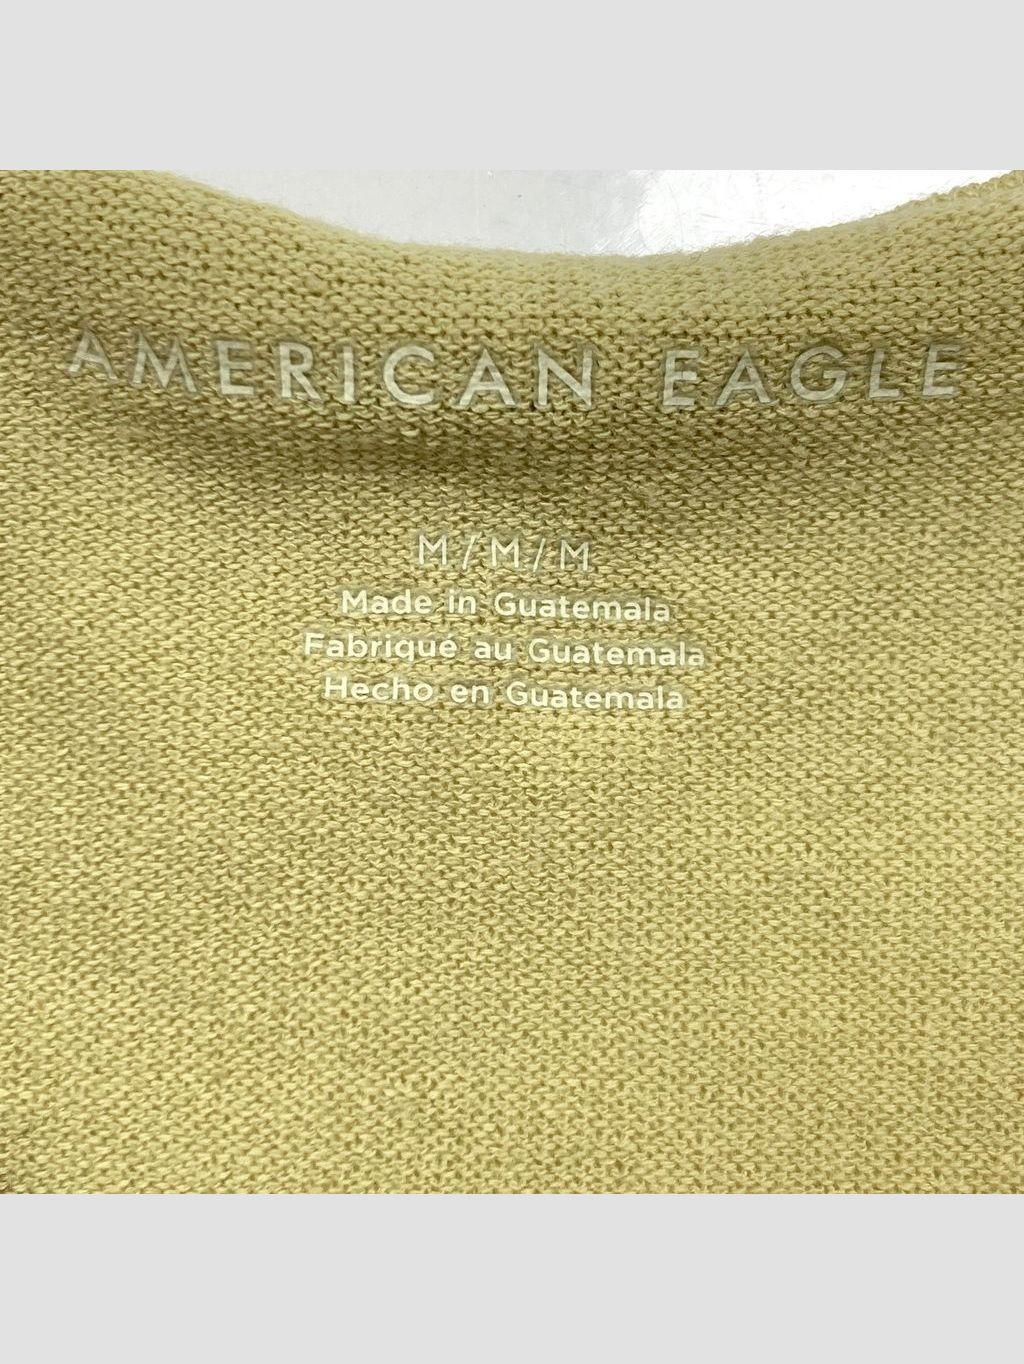 AMERICAN EAGLE
M/M/M
Made in Guatemala
Fabriqué au Guatemala
Hecho en Guatemala